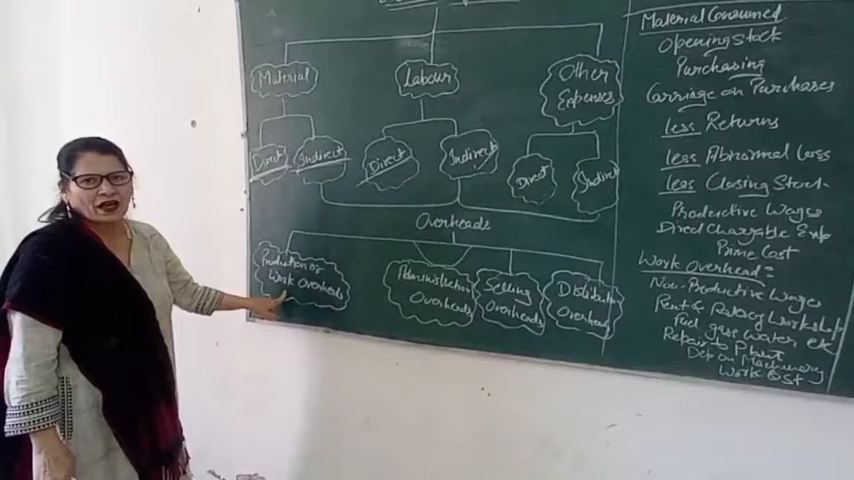 Material
Labour
Other
Expenses
Direct
Indirect
Direct
Indirect
Direct
Indirect
Overheads
Production or
Work Overheads
Administration
Overheads
Selling
Overheads
Distribution
Overheads
Material Consumed
Opening Stock
Purchasing
Carriage on Purchases
Less Returns
Less Abnormal Loss
Less Closing Stock
Productive Wages
Direct Chargeable Exp
Prime Cost
Work Overhead =
Non-Productive Wages
Rent & Rates of Workshop
Fuel gas water etc
Repair to Plant
Dep on Machinery
Work Cost